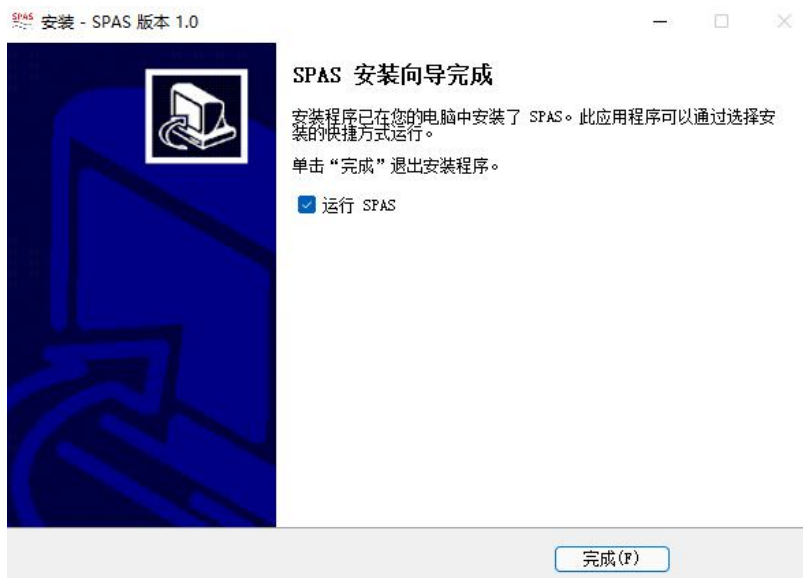 SPAS
安装 - SPAS 版本 1.0
SPAS 安装向导完成
安装程序已在您的电脑中安装了 SPAS。此应用程序可以通过选择安
装的快捷方式运行。
单击“完成”退出安装程序。
运行 SPAS
完成(F)